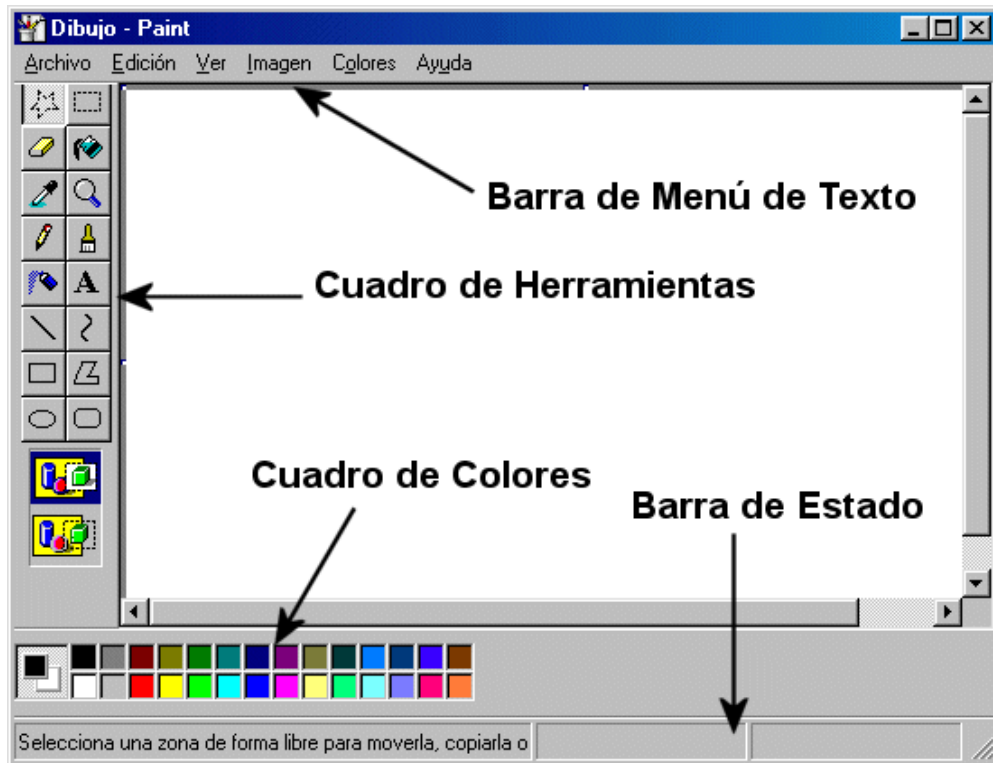 Dibujo - Paint
Archivo Edición Ver Imagen Colores Ayuda
Barra de Menú de Texto
A
Cuadro de Herramientas
Cuadro de Colores
Barra de Estado
Selecciona una zona de forma libre para moverla, copiarla o